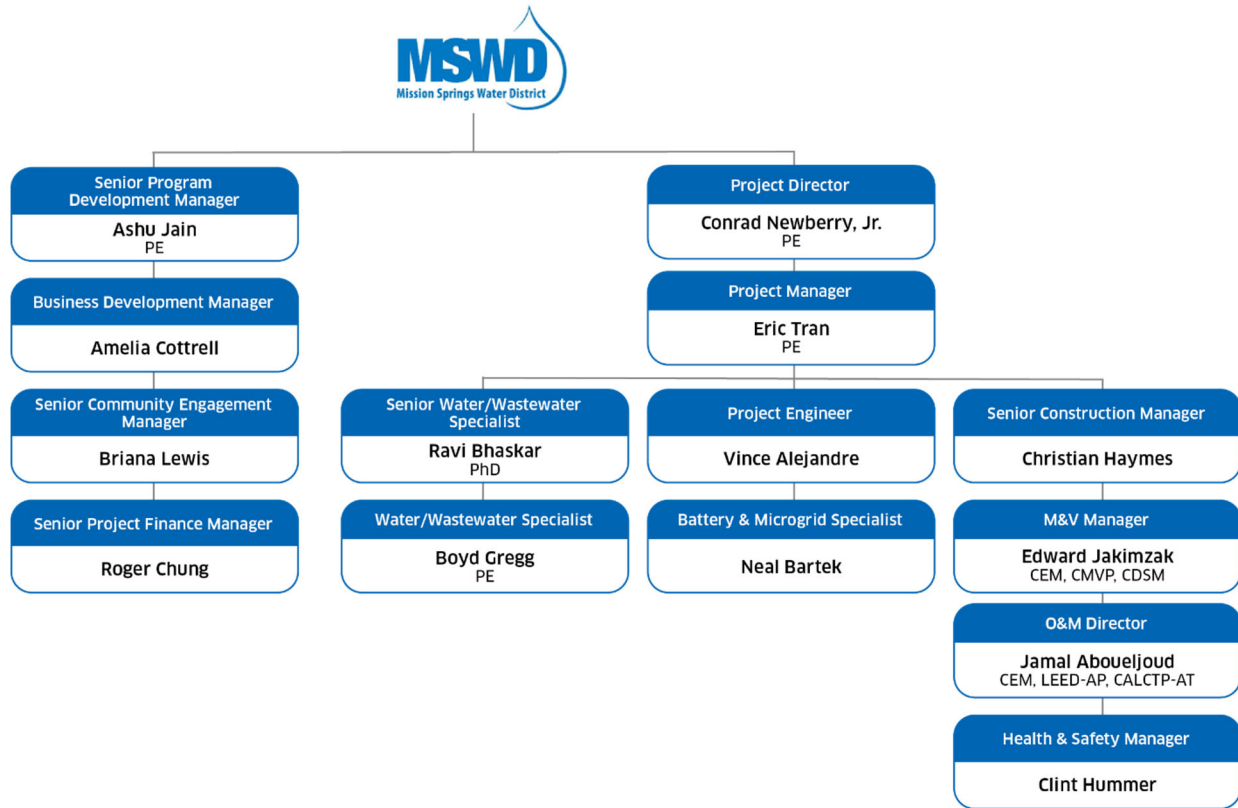 MSWD
Mission Springs Water District
Senior Program
Development Manager
Ashu Jain
PE
Business Development Manager
Amelia Cottrell
Senior Community Engagement
Manager
Briana Lewis
Senior Project Finance Manager
Roger Chung
Project Director
Conrad Newberry, Jr.
PE
Project Manager
Eric Tran
PE
Senior Water/Wastewater
Specialist
Ravi Bhaskar
PhD
Water/Wastewater Specialist
Boyd Gregg
PE
Project Engineer
Vince Alejandre
Battery & Microgrid Specialist
Neal Bartek
Senior Construction Manager
Christian Haymes
M&V Manager
Edward Jakimzak
CEM, CMVP, CDSM
O&M Director
Jamal Aboueljoud
CEM, LEED-AP, CALCTP-AT
Health & Safety Manager
Clint Hummer